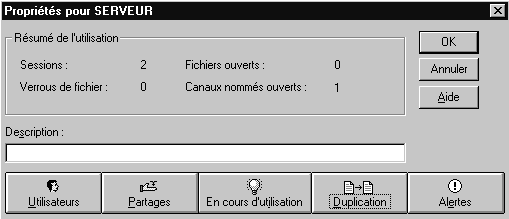 Propriétés pour SERVEUR
Résumé de l'utilisation
Sessions : 2 Fichiers ouverts : 0
Verrous de fichier : 0 Canaux nommés ouverts : 1
OK
Annuler
Aide
Description :
Utilisateurs Partages En cours d'utilisation Duplication Alertes